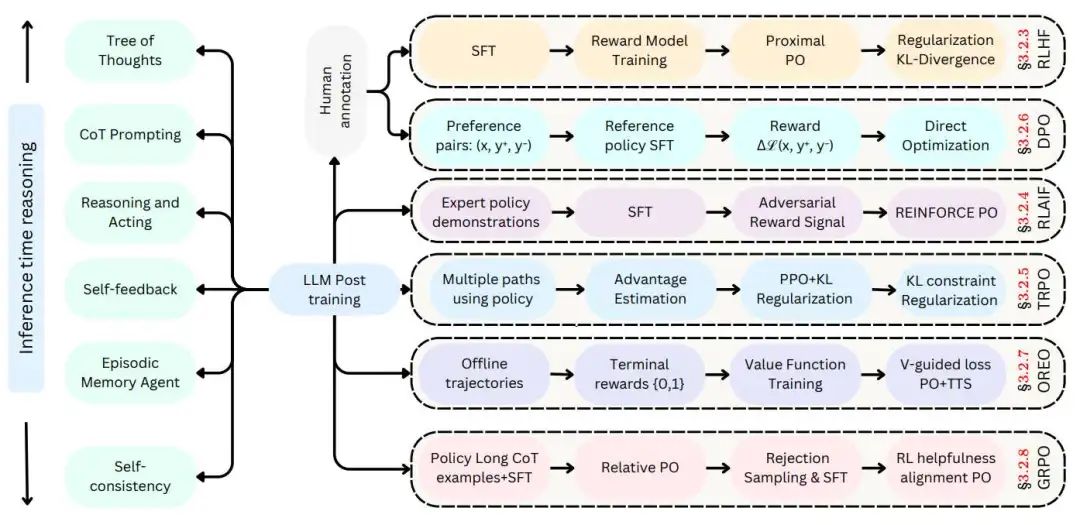 Inference time reasoning
Tree of
Thoughts
CoT Prompting
Reasoning and
Acting
Self-feedback
Episodic
Memory Agent
Self-
consistency
LLM Post
training
Human
annotation
SFT
Reward Model
Training
Proximal
PO
Regularization
KL-Divergence
§3.2.3
RLHF
Preference
pairs: (x, y⁺, y⁻)
Reference
policy SFT
Reward
Δℒ(x, y⁺, y⁻)
Direct
Optimization
§3.2.6
DPO
Expert policy
demonstrations
SFT
Adversarial
Reward Signal
REINFORCE PO
§3.2.4
RLAIF
Multiple paths
using policy
Advantage
Estimation
PPO+KL
Regularization
KL constraint
Regularization
§3.2.5
TRPO
Offline
trajectories
Terminal
rewards {0,1}
Value Function
Training
V-guided loss
PO+TTS
§3.2.7
OREO
Policy Long CoT
examples+SFT
Relative PO
Rejection
Sampling & SFT
RL helpfulness
alignment PO
§3.2.8
GRPO